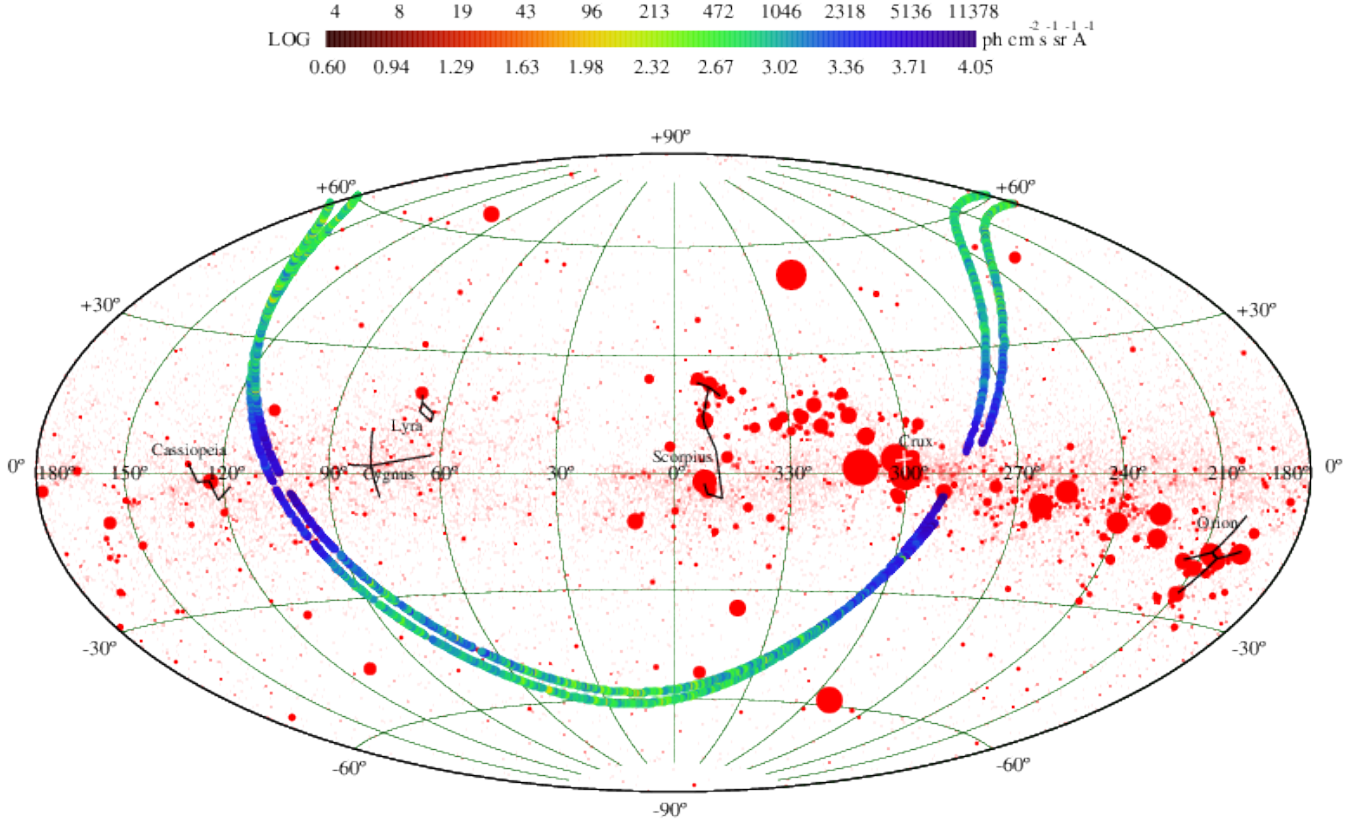 4 8 19 43 96 213 472 1046 2318 5136 11378
LOG ph cm⁻² s⁻¹ sr⁻¹ A⁻¹
0.60 0.94 1.29 1.63 1.98 2.32 2.67 3.02 3.36 3.71 4.05
+90°
+60° +60°
+30° +30°
Lyra
Cassiopeia Scorpius Crux
0° 180° 150° 120° 90° 60° 30° 0° 330° 300° 270° 240° 210° 180° 0°
Cygnus
Orion
-30° -30°
-60° -60°
-90°